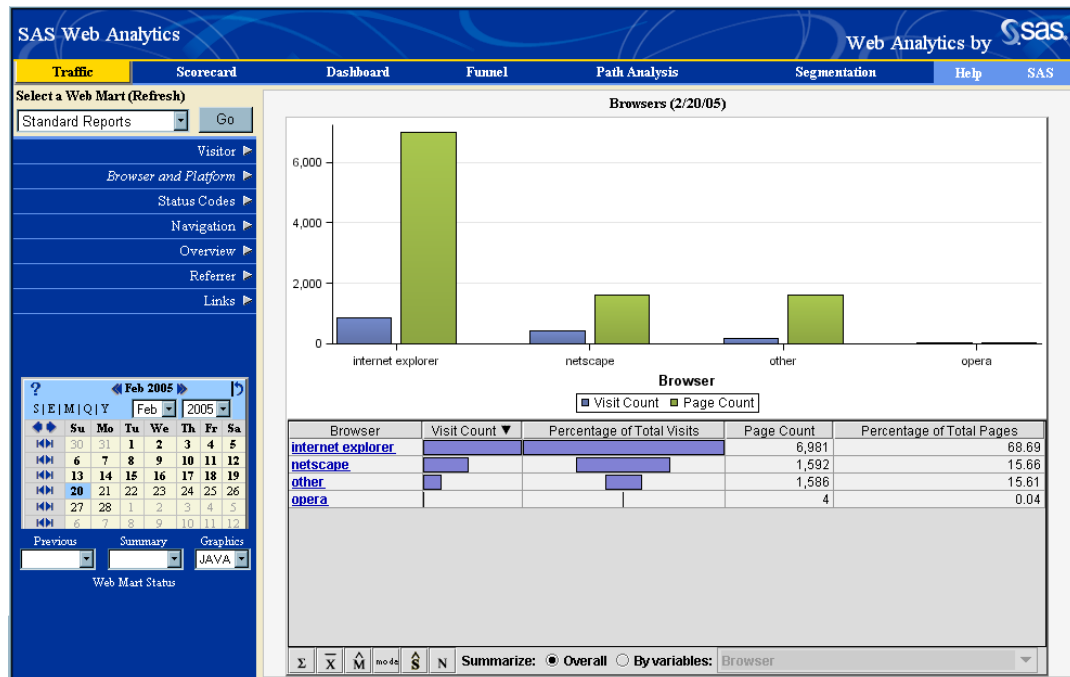 SAS Web Analytics
Web Analytics by
sas.
Traffic Scorecard Dashboard Funnel Path Analysis Segmentation Help SAS
Select a Web Mart (Refresh)
Standard Reports Go
Visitor
Browser and Platform
Status Codes
Navigation
Overview
Referrer
Links
? Feb 2005
S|E|M|Q|Y Feb 2005
Su Mo Tu We Th Fr Sa
30 31 1 2 3 4 5
6 7 8 9 10 11 12
13 14 15 16 17 18 19
20 21 22 23 24 25 26
27 28 1 2 3 4 5
6 7 8 9 10 11 12
Previous Summary Graphics
JAVA
Web Mart Status
Browsers (2/20/05)
6,000
4,000
2,000
0
internet explorer netscape other opera
Browser
Visit Count Page Count
Browser Visit Count ▼ Percentage of Total Visits Page Count Percentage of Total Pages
internet explorer 6,981 68.69
netscape 1,592 15.66
other 1,586 15.61
opera 4 0.04
Σ X̅ M̂ mode Ŝ N Summarize: Overall By variables: Browser